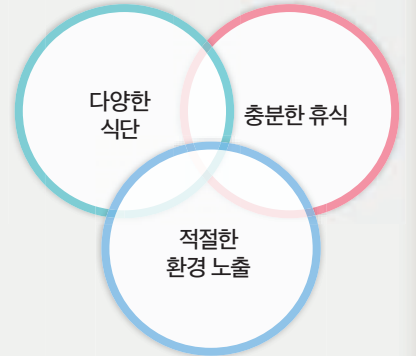 다양한
식단
충분한 휴식
적절한
환경 노출